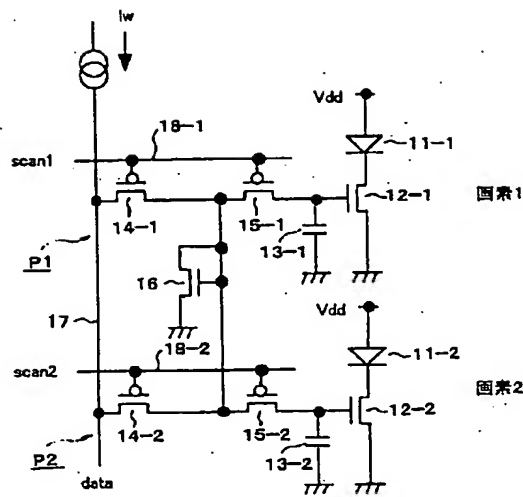 Iw
Vdd
18-1
11-1
scan1
12-1
画素1
14-1
15-1
13-1
P1
16
Vdd
17
18-2
11-2
scan2
画素2
12-2
14-2
15-2
P2
13-2
data